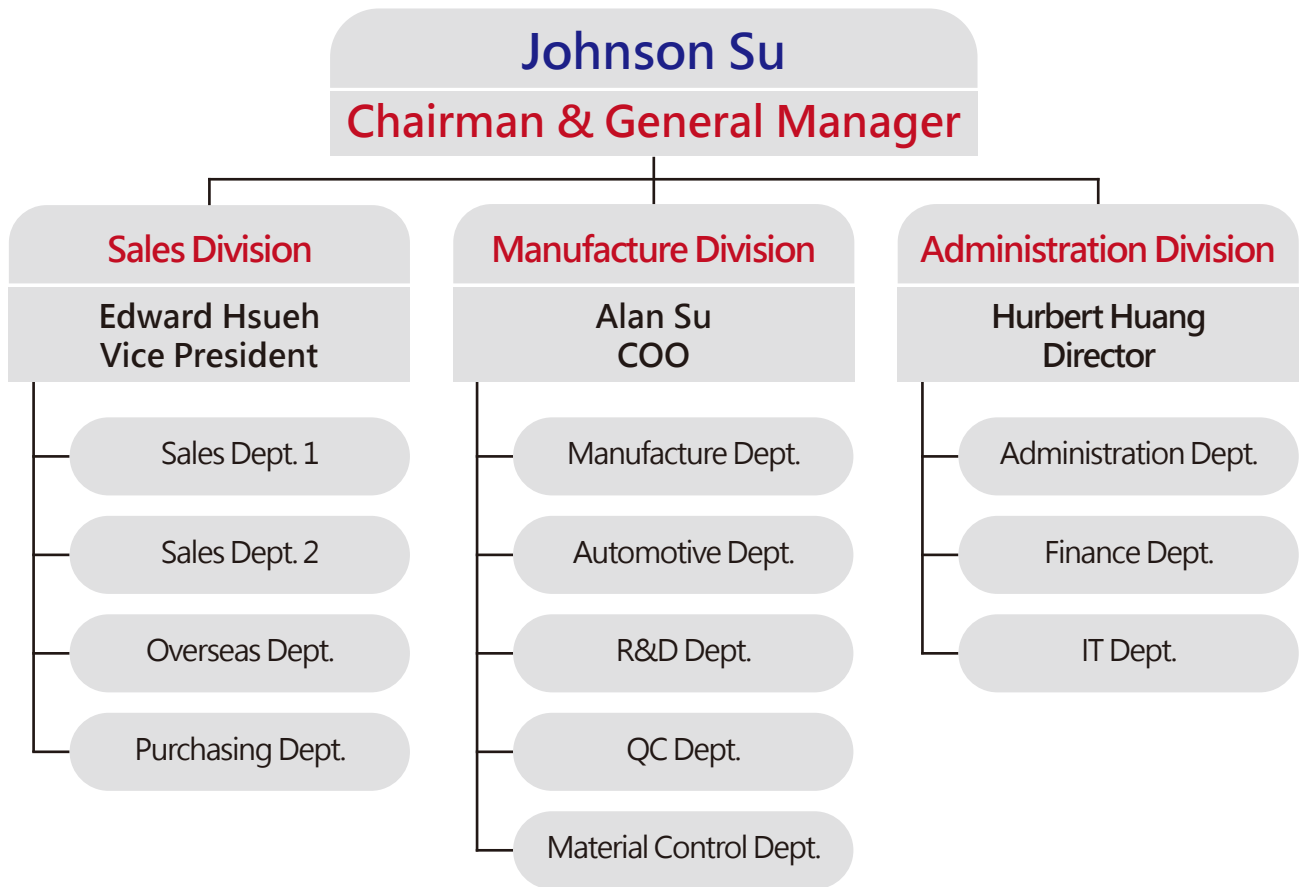 Johnson Su
Chairman & General Manager
Sales Division
Edward Hsueh
Vice President
Sales Dept. 1
Sales Dept. 2
Overseas Dept.
Purchasing Dept.
Manufacture Division
Alan Su
COO
Manufacture Dept.
Automotive Dept.
R&D Dept.
QC Dept.
Material Control Dept.
Administration Division
Hurbert Huang
Director
Administration Dept.
Finance Dept.
IT Dept.